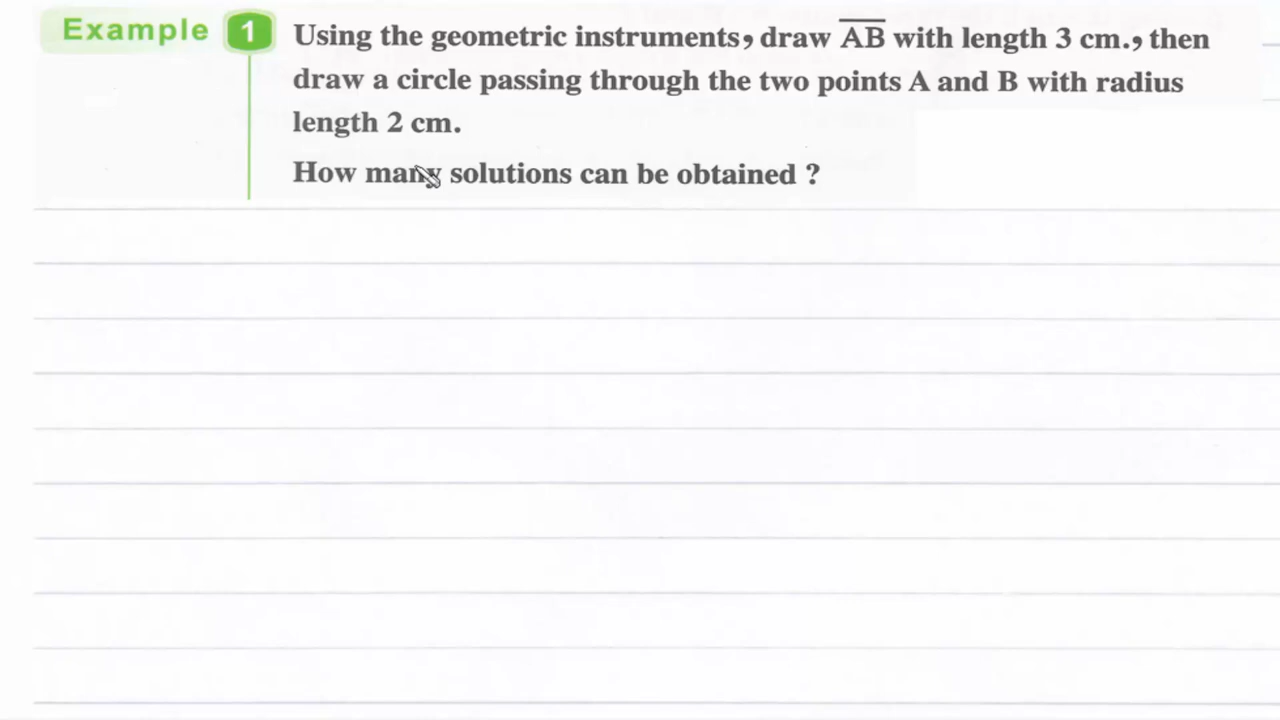 Example 1 Using the geometric instruments, draw A̅B̅ with length 3 cm., then
draw a circle passing through the two points A and B with radius
length 2 cm.
How many solutions can be obtained ?